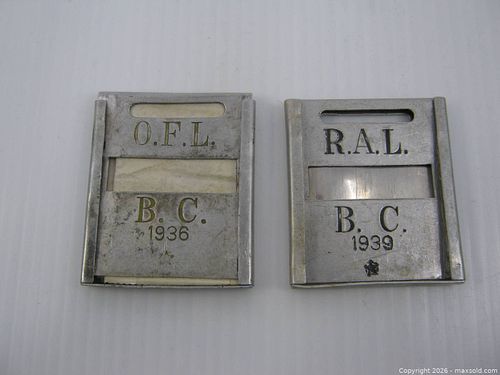 O.F.L.
B. C.
1936
R.A.L.
B. C.
1939
Copyright 2026 - maxsold.com